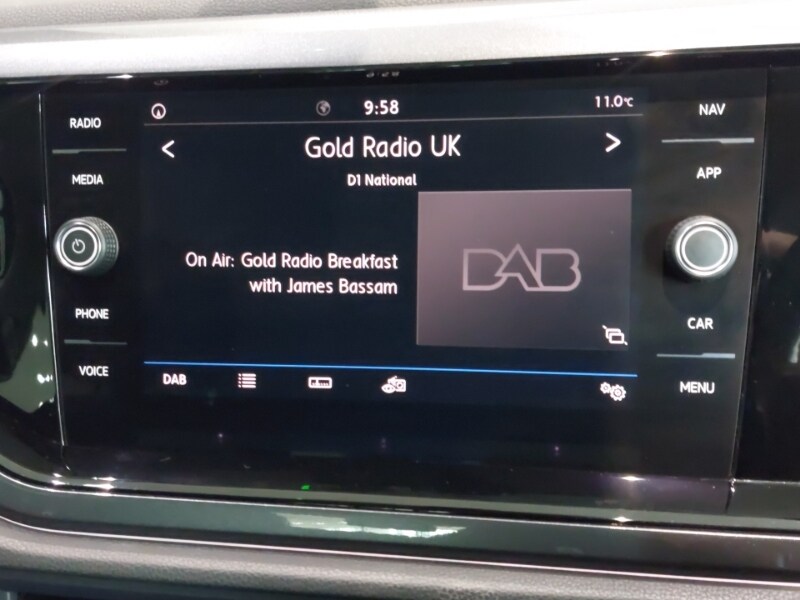 9:58
11.0°C
RADIO
NAV
<
Gold Radio UK
>
MEDIA
D1 National
APP
On Air: Gold Radio Breakfast
with James Bassam
DAB
PHONE
CAR
VOICE
DAB
MENU